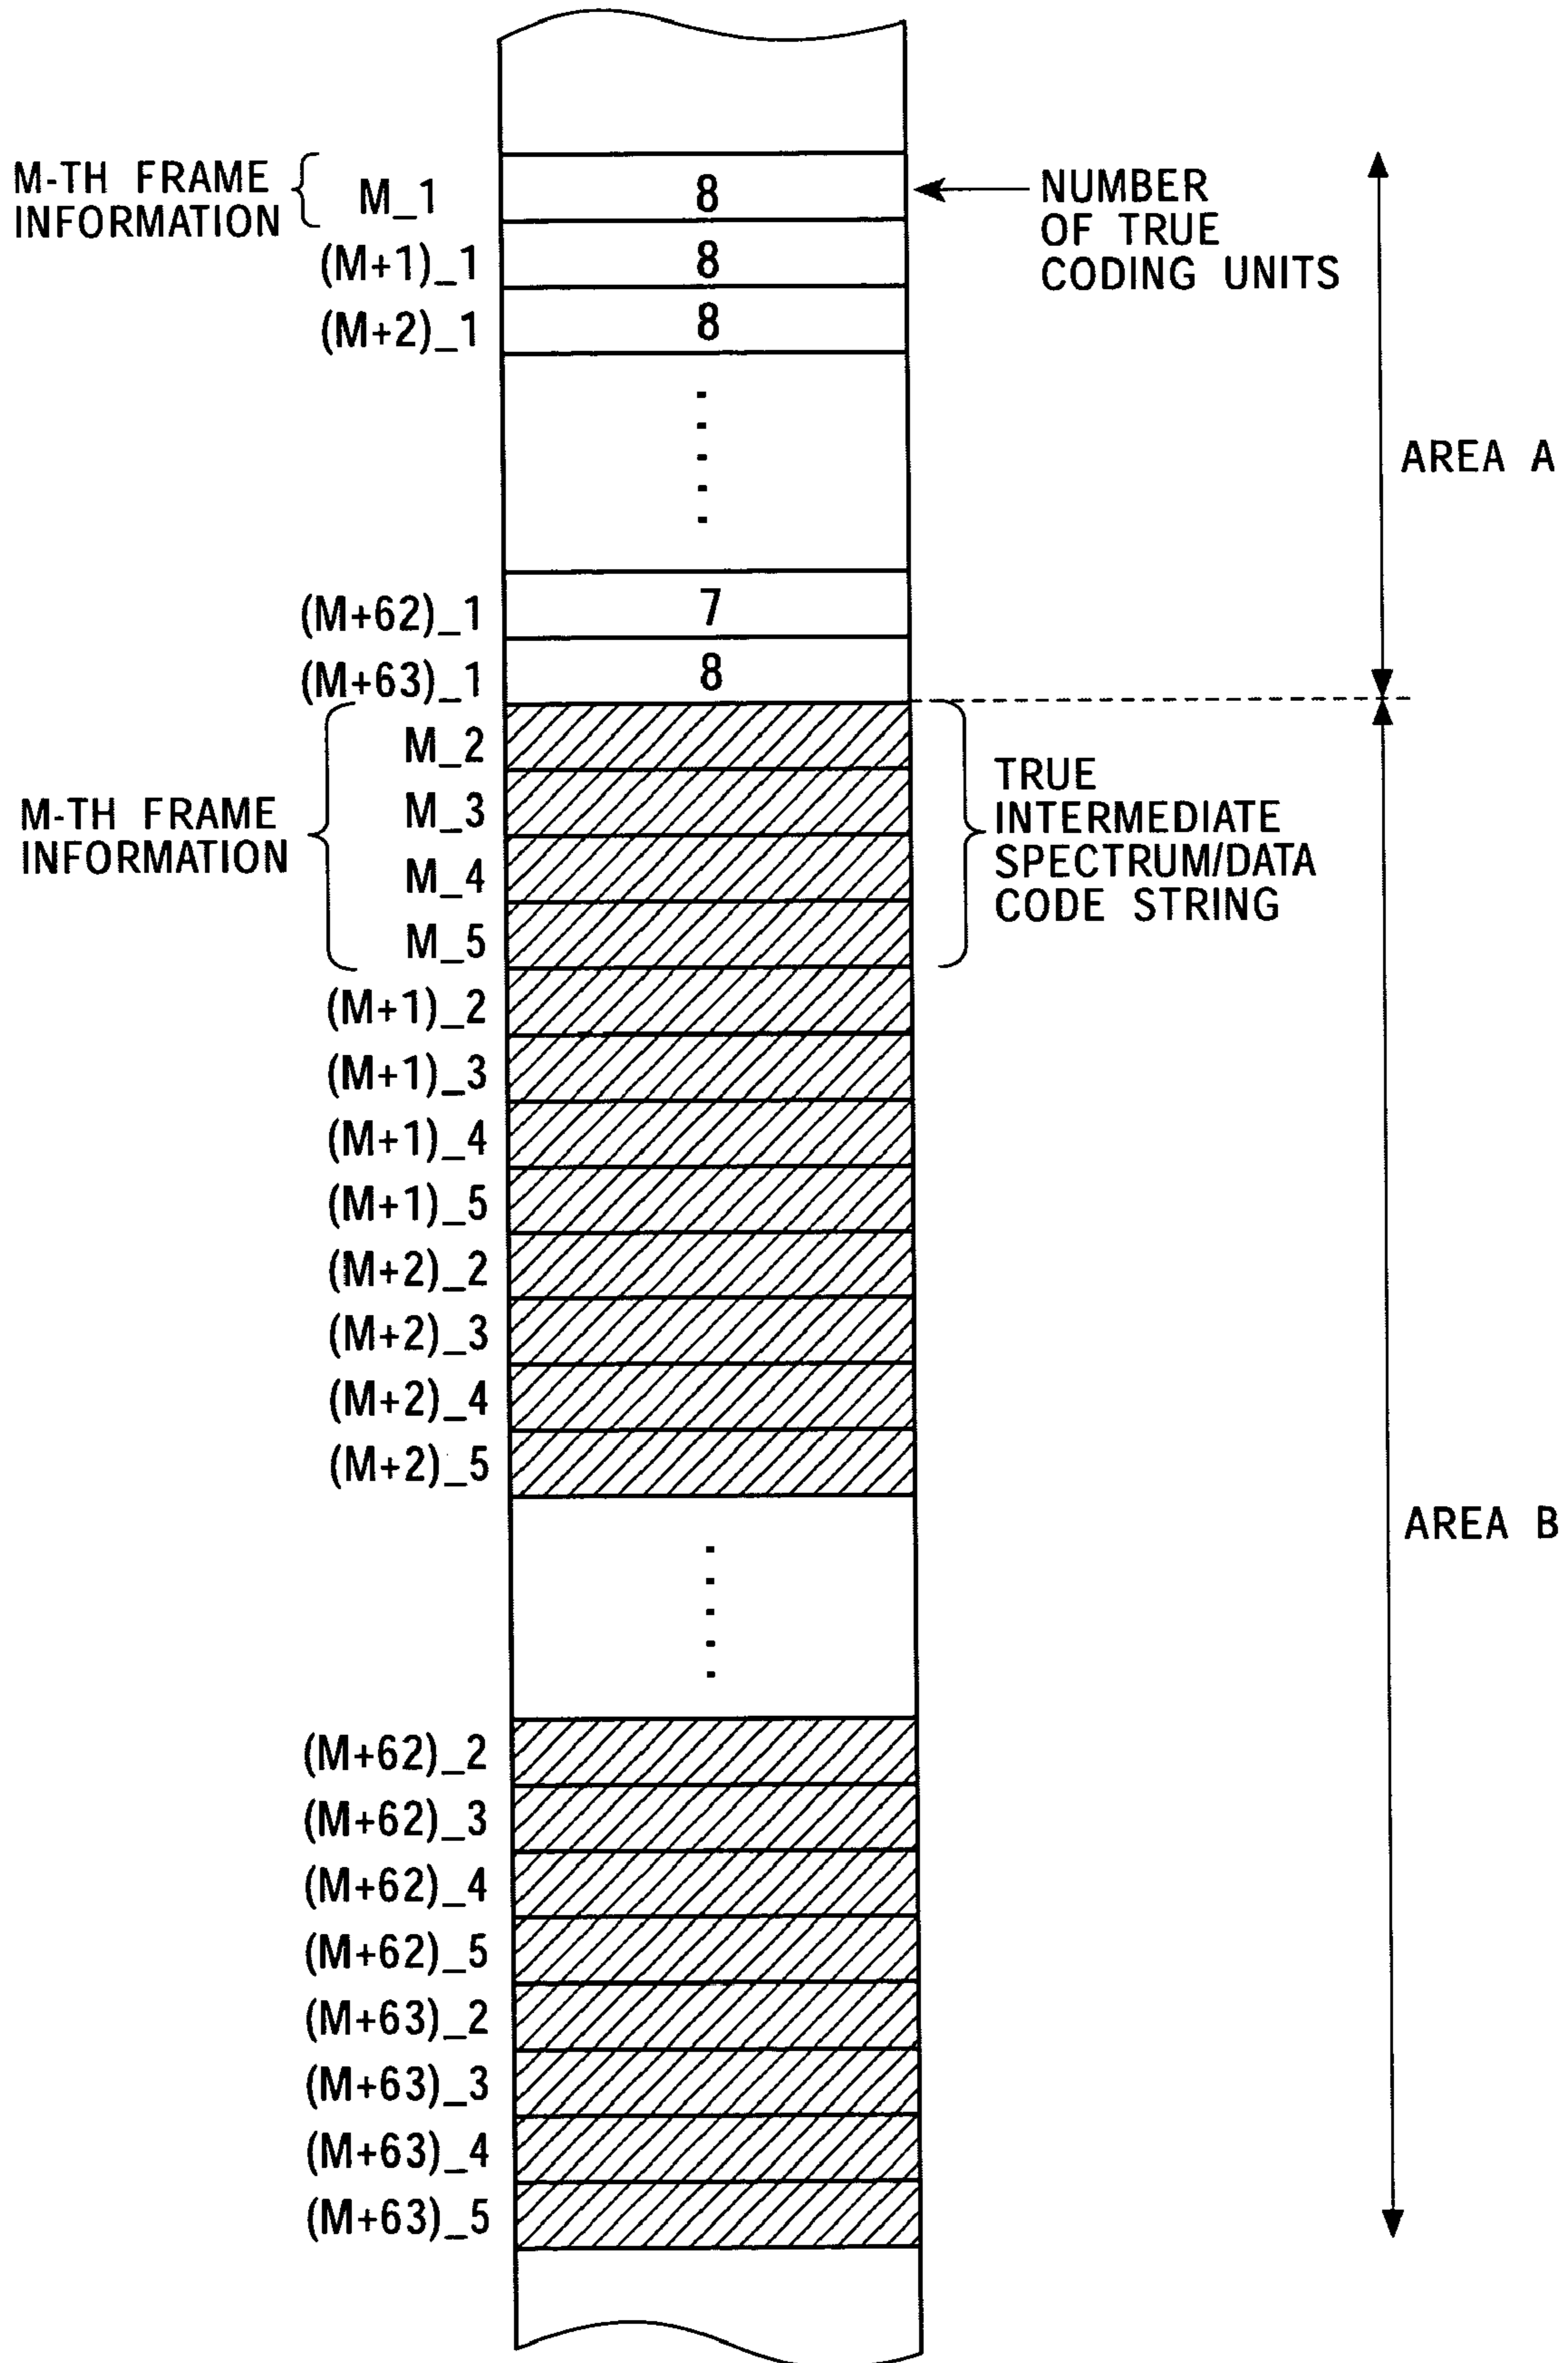 M-TH FRAME
INFORMATION
M_1
8
NUMBER
OF TRUE
CODING UNITS
(M+1)_1
8
(M+2)_1
8
AREA A
(M+62)_1
7
(M+63)_1
8
M-TH FRAME
INFORMATION
M_2
M_3
M_4
M_5
TRUE
INTERMEDIATE
SPECTRUM/DATA
CODE STRING
(M+1)_2
(M+1)_3
(M+1)_4
(M+1)_5
(M+2)_2
(M+2)_3
(M+2)_4
(M+2)_5
AREA B
(M+62)_2
(M+62)_3
(M+62)_4
(M+62)_5
(M+63)_2
(M+63)_3
(M+63)_4
(M+63)_5